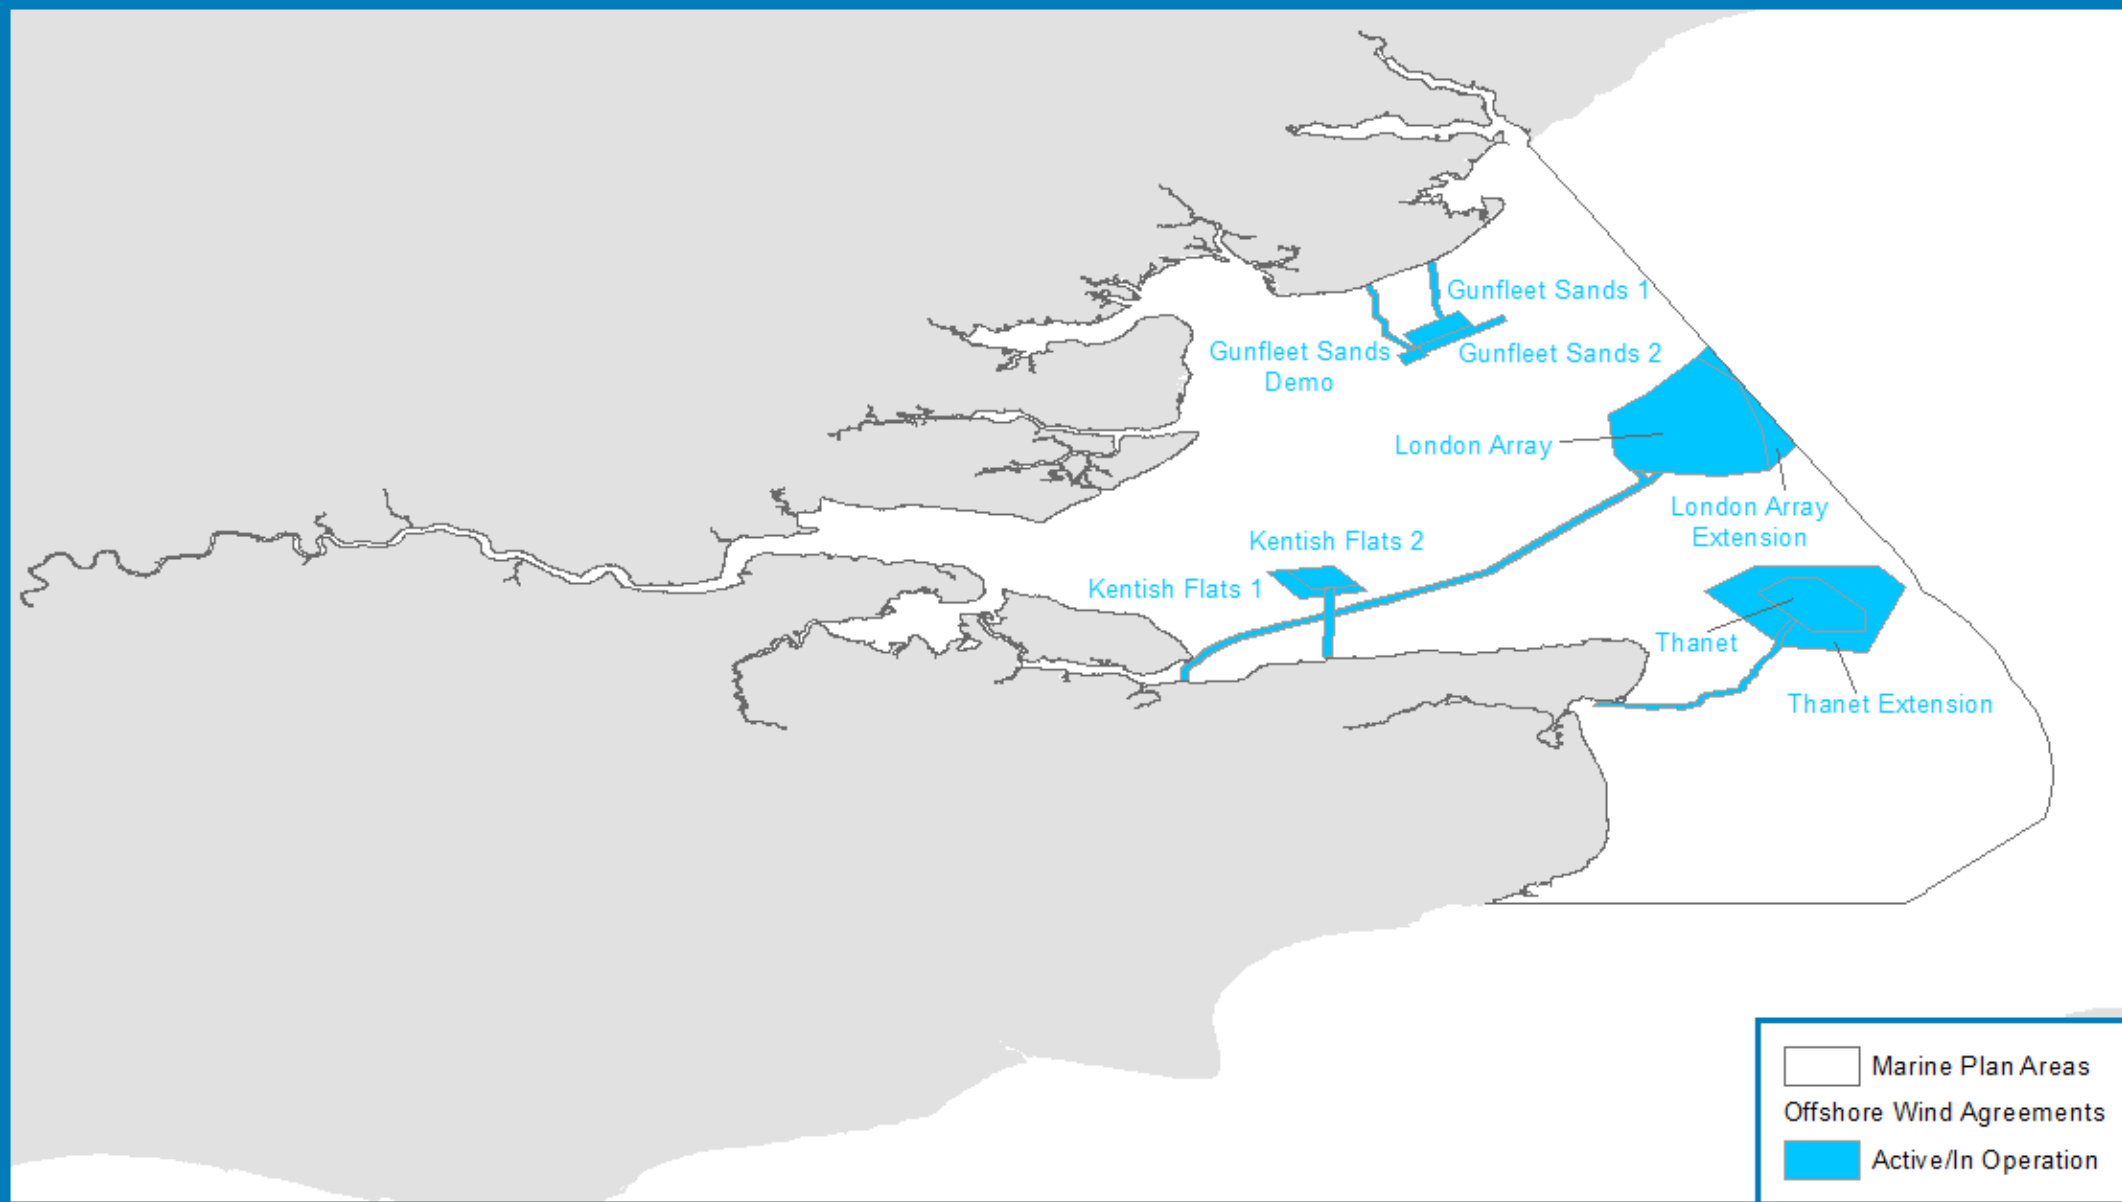 Gunfleet Sands 1
Gunfleet Sands
Demo
Gunfleet Sands 2
London Array
London Array
Extension
Kentish Flats 2
Kentish Flats 1
Thanet
Thanet Extension
Marine Plan Areas
Offshore Wind Agreements
Active/In Operation